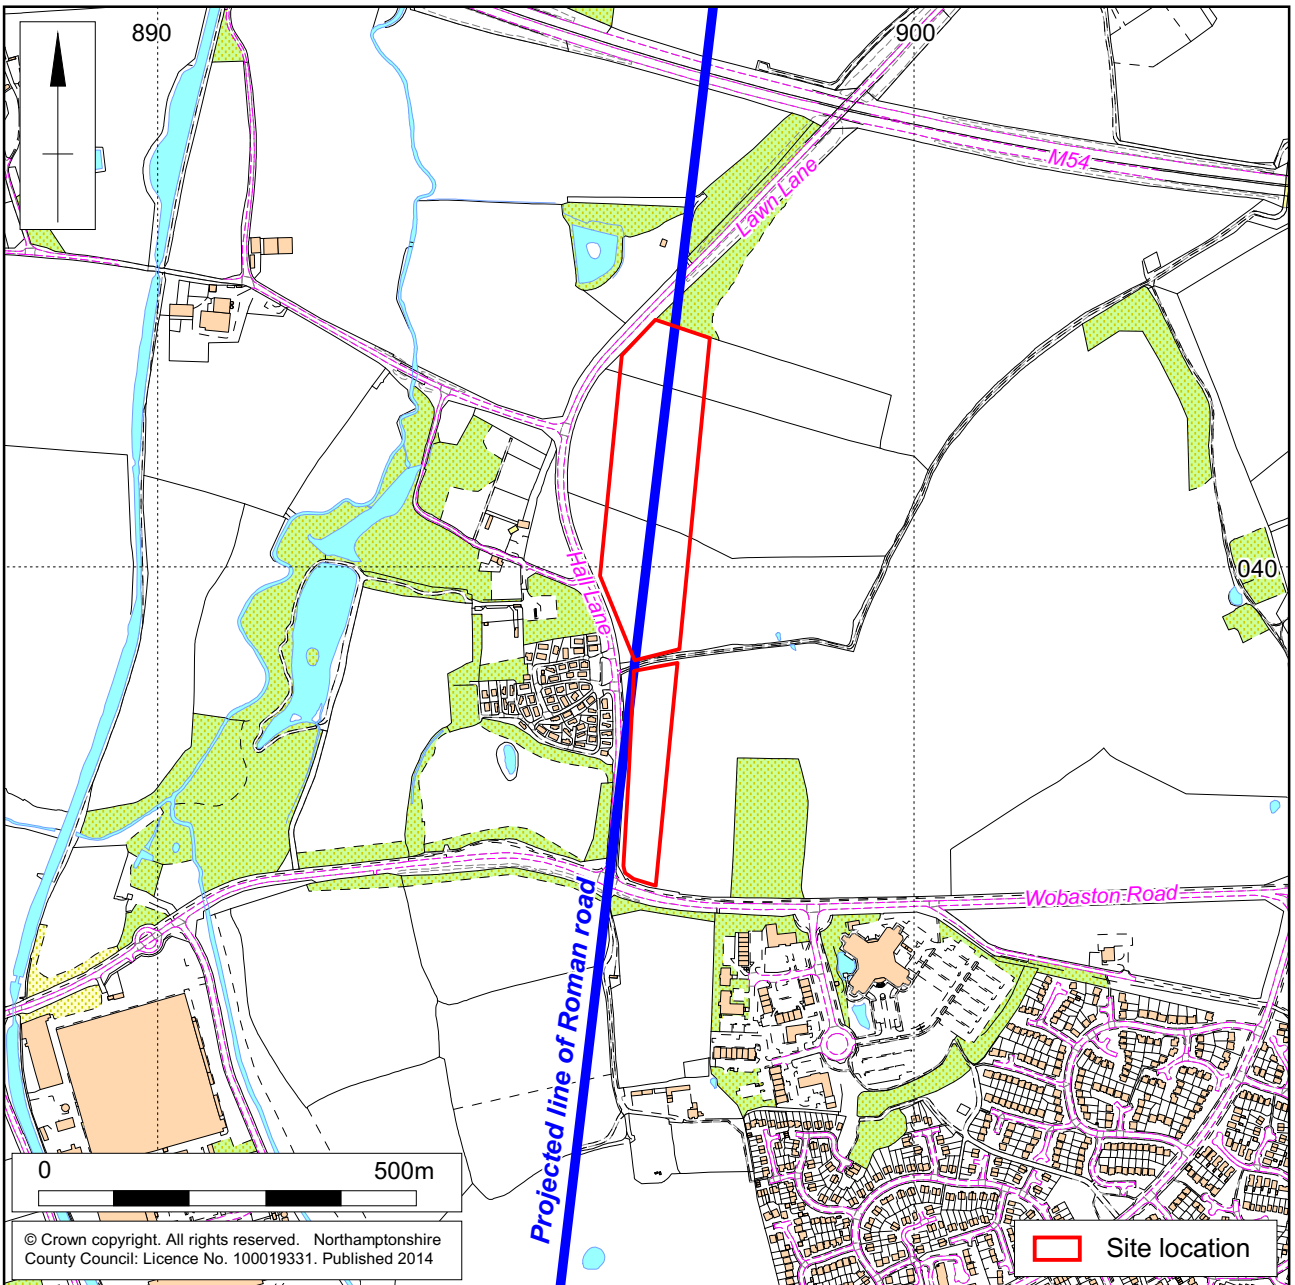 890
900
M54
Lawn Lane
040
Hall Lane
Wobaston Road
Projected line of Roman road
0 500m
© Crown copyright. All rights reserved. Northamptonshire
County Council: Licence No. 100019331. Published 2014
Site location